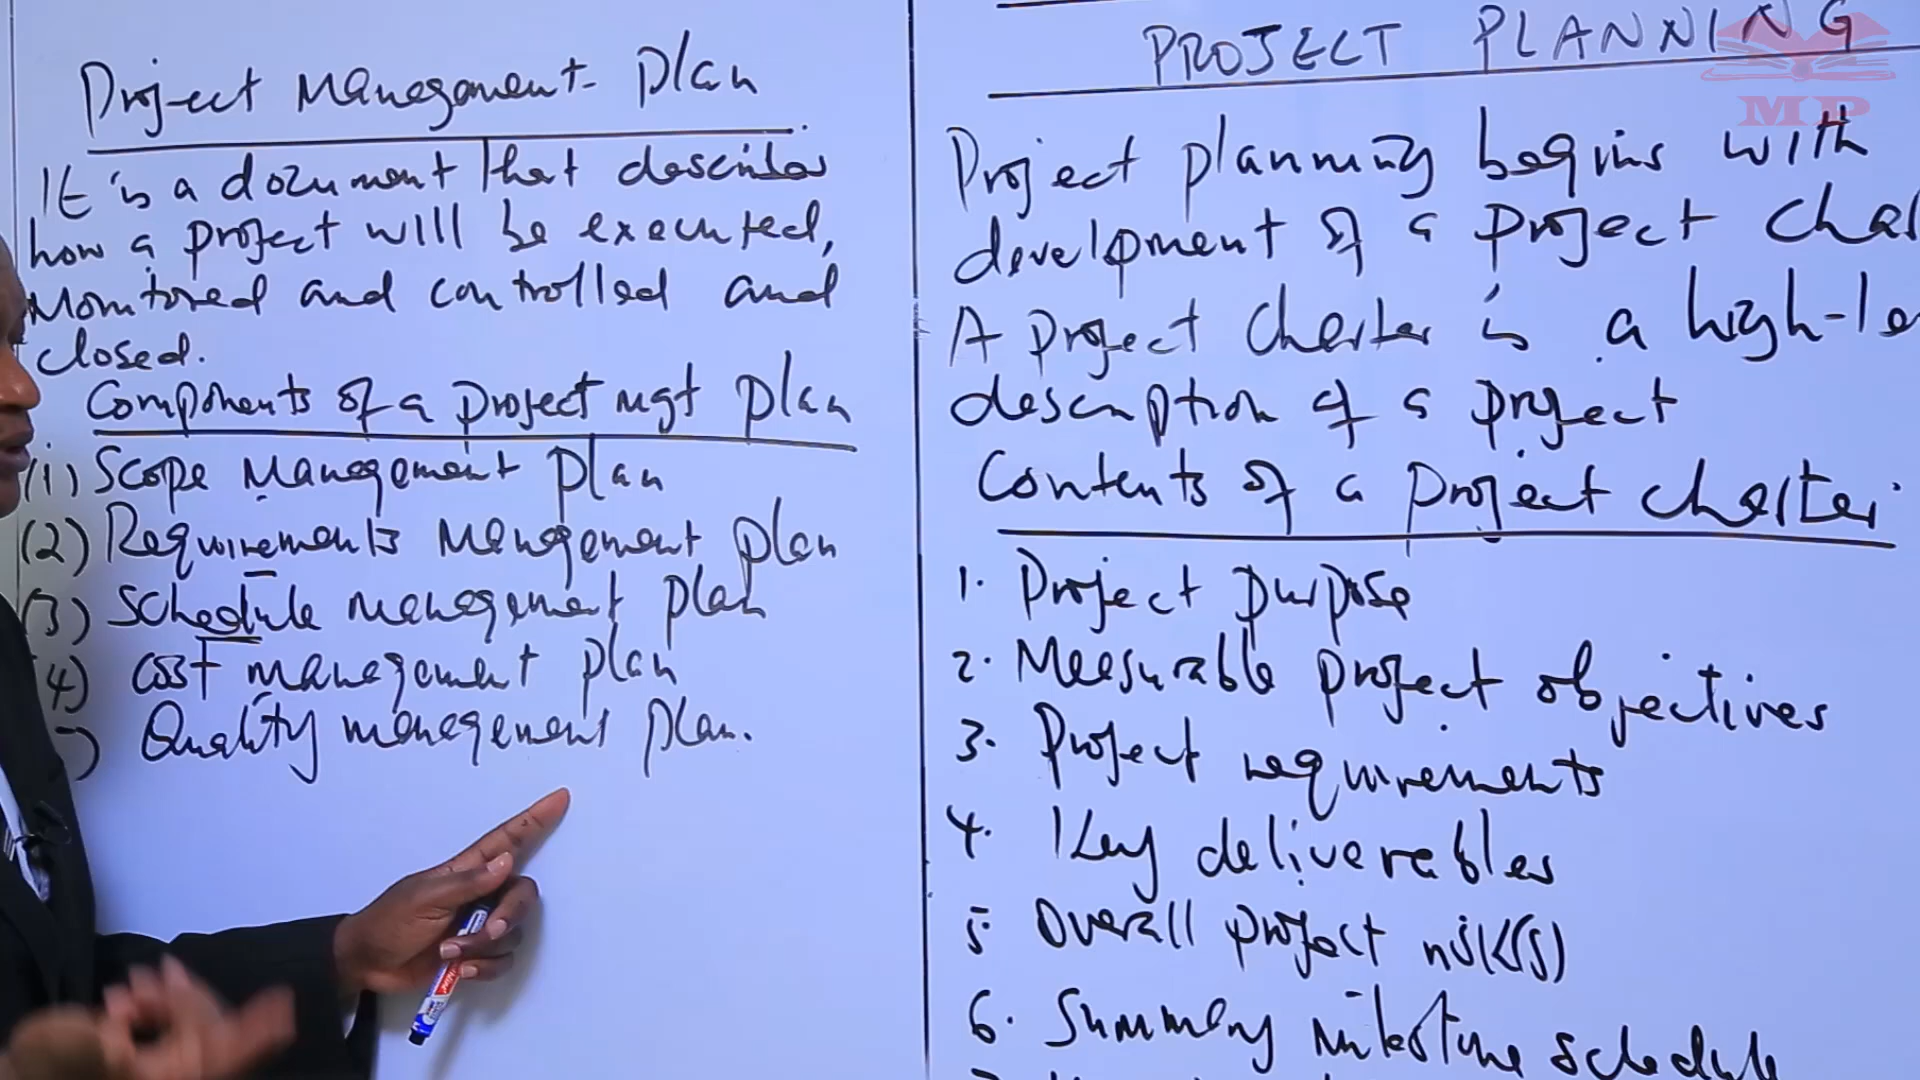 Project Management Plan
It is a document that describes
how a project will be executed,
Monitored and controlled and
closed.
Components of a project mgt plan
(1) Scope Management plan
(2) Requirements Management plan
(3) Schedule management plan
4) Cost management plan
) Quality management plan.
PROJECT PLANNING
MP
Project planning begins with
development of a project Char
A project charter is a high-le
description of a project
Contents of a project charter
1. Project purpose
2. Measurable project objectives
3. Project requirements
4. Key deliverables
5 Overall project risk(s)
6. Summary milestone schedule